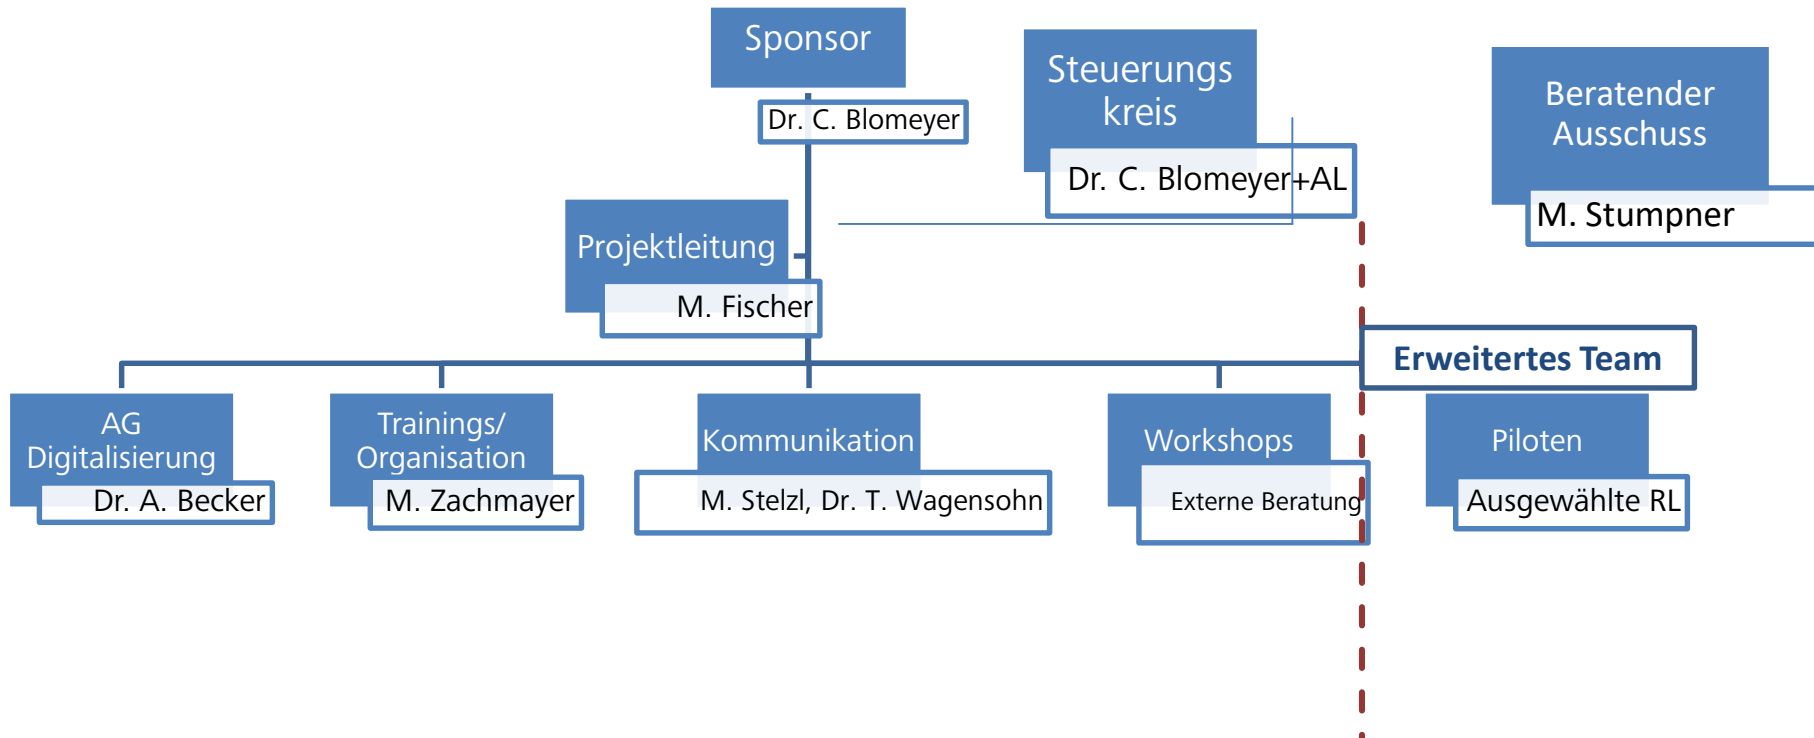 Sponsor
Dr. C. Blomeyer
Steuerungs
kreis
Dr. C. Blomeyer+AL
Beratender
Ausschuss
M. Stumpner
Projektleitung
M. Fischer
Erweitertes Team
AG
Digitalisierung
Dr. A. Becker
Trainings/
Organisation
M. Zachmayer
Kommunikation
M. Stelzl, Dr. T. Wagensohn
Workshops
Externe Beratung
Piloten
Ausgewählte RL